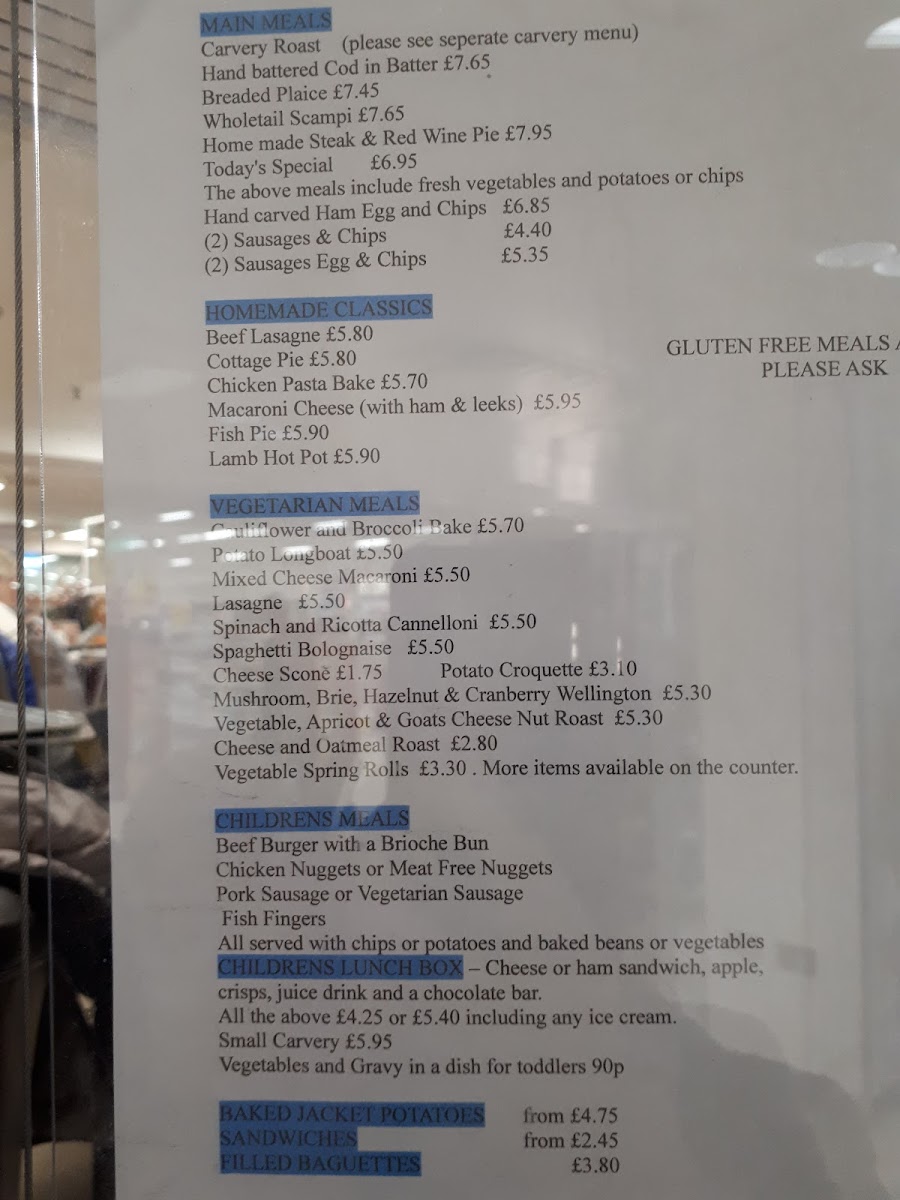 MAIN MEALS
Carvery Roast (please see seperate carvery menu)
Hand battered Cod in Batter £7.65
Breaded Plaice £7.45
Wholetail Scampi £7.65
Home made Steak & Red Wine Pie £7.95
Today's Special £6.95
The above meals include fresh vegetables and potatoes or chips
Hand carved Ham Egg and Chips £6.85
(2) Sausages & Chips £4.40
(2) Sausages Egg & Chips £5.35
HOMEMADE CLASSICS
Beef Lasagne £5.80
Cottage Pie £5.80
Chicken Pasta Bake £5.70
Macaroni Cheese (with ham & leeks) £5.95
Fish Pie £5.90
Lamb Hot Pot £5.90
GLUTEN FREE MEALS A
PLEASE ASK
VEGETARIAN MEALS
Cauliflower and Broccoli Bake £5.70
Potato Longboat £5.50
Mixed Cheese Macaroni £5.50
Lasagne £5.50
Spinach and Ricotta Cannelloni £5.50
Spaghetti Bolognaise £5.50
Cheese Scone £1.75 Potato Croquette £3.10
Mushroom, Brie, Hazelnut & Cranberry Wellington £5.30
Vegetable, Apricot & Goats Cheese Nut Roast £5.30
Cheese and Oatmeal Roast £2.80
Vegetable Spring Rolls £3.30 . More items available on the counter.
CHILDRENS MEALS
Beef Burger with a Brioche Bun
Chicken Nuggets or Meat Free Nuggets
Pork Sausage or Vegetarian Sausage
Fish Fingers
All served with chips or potatoes and baked beans or vegetables
CHILDRENS LUNCH BOX – Cheese or ham sandwich, apple,
crisps, juice drink and a chocolate bar.
All the above £4.25 or £5.40 including any ice cream.
Small Carvery £5.95
Vegetables and Gravy in a dish for toddlers 90p
BAKED JACKET POTATOES from £4.75
SANDWICHES from £2.45
FILLED BAGUETTES £3.80